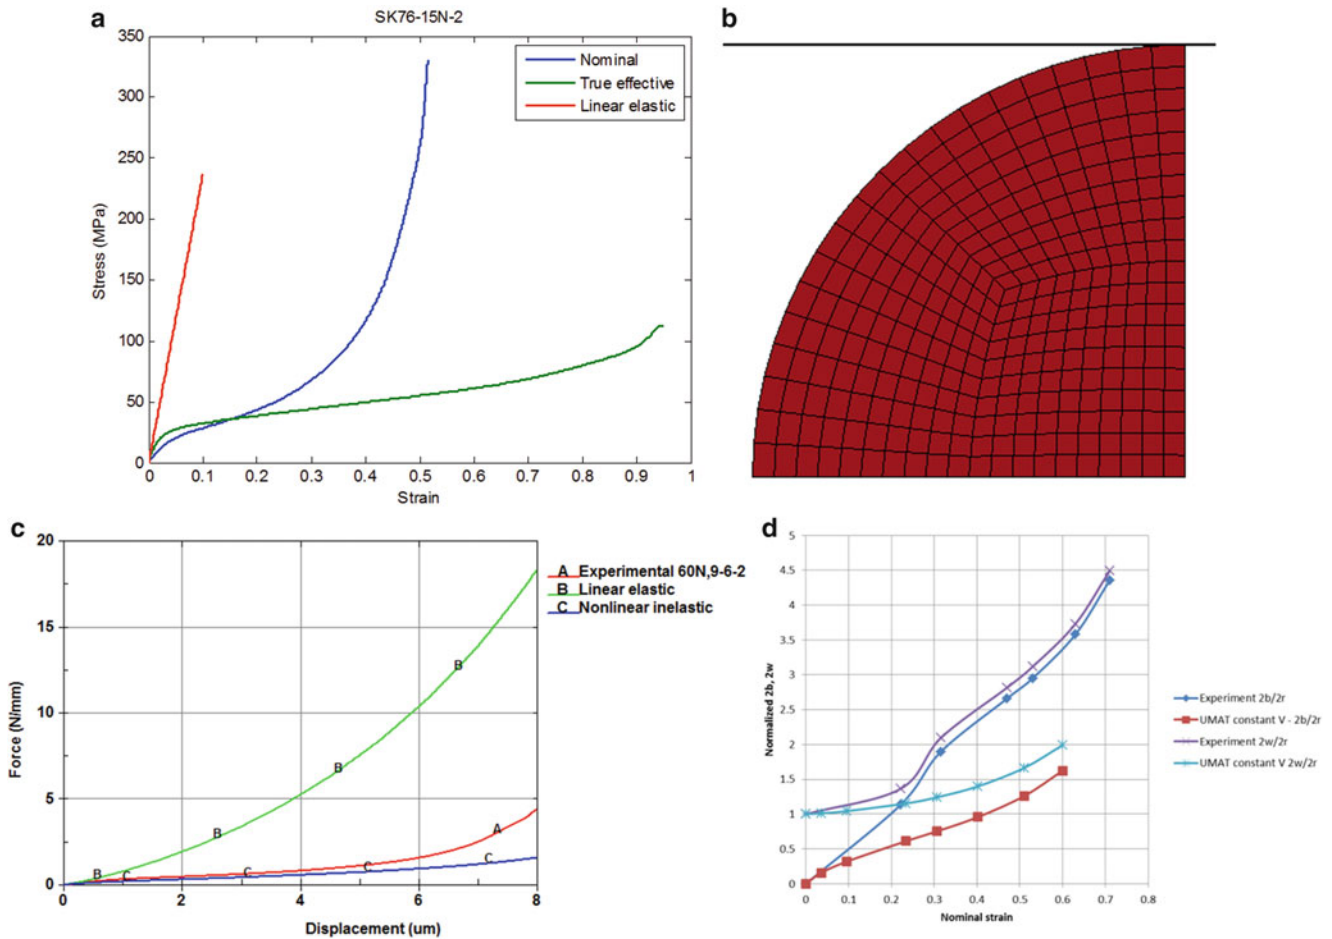 a
SK76-15N-2
350
300
250
200
150
100
50
0
Stress (MPa)
Nominal
True effective
Linear elastic
0 0.1 0.2 0.3 0.4 0.5 0.6 0.7 0.8 0.9 1
Strain
b
c
20
15
10
5
0
Force (N/mm)
A Experimental 60N,9-6-2
B Linear elastic
C Nonlinear inelastic
B C B C B C B A C
0 2 4 6 8
Displacement (um)
d
5
4.5
4
3.5
3
2.5
2
1.5
1
0.5
0
Normalized 2b, 2w
0 0.1 0.2 0.3 0.4 0.5 0.6 0.7 0.8
Nominal strain
Experiment 2b/2r
UMAT constant V - 2b/2r
Experiment 2w/2r
UMAT constant V 2w/2r